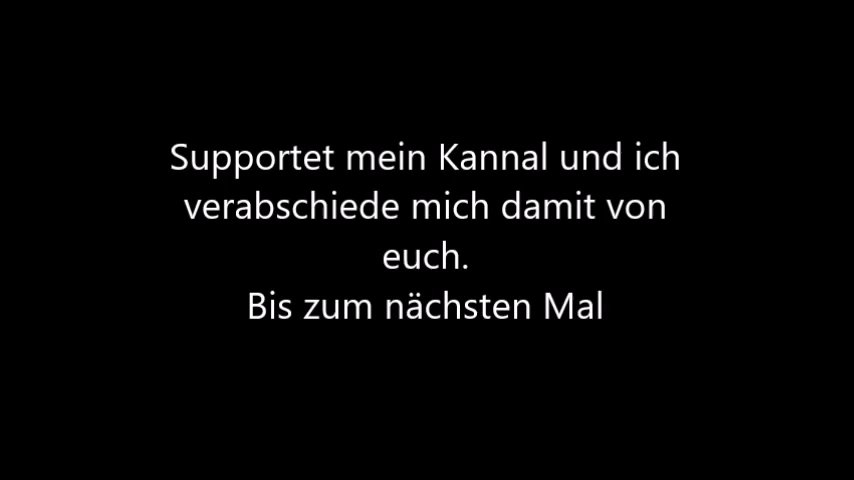 Supportet mein Kannal und ich
verabschiede mich damit von
euch.
Bis zum nächsten Mal